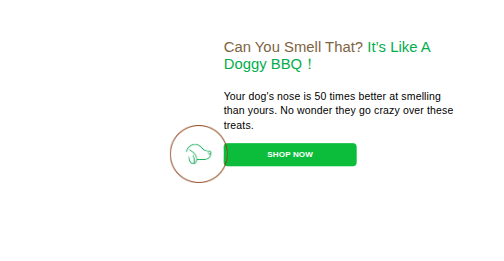 Can You Smell That? It's Like A
Doggy BBQ！
Your dog's nose is 50 times better at smelling
than yours. No wonder they go crazy over these
treats.
SHOP NOW